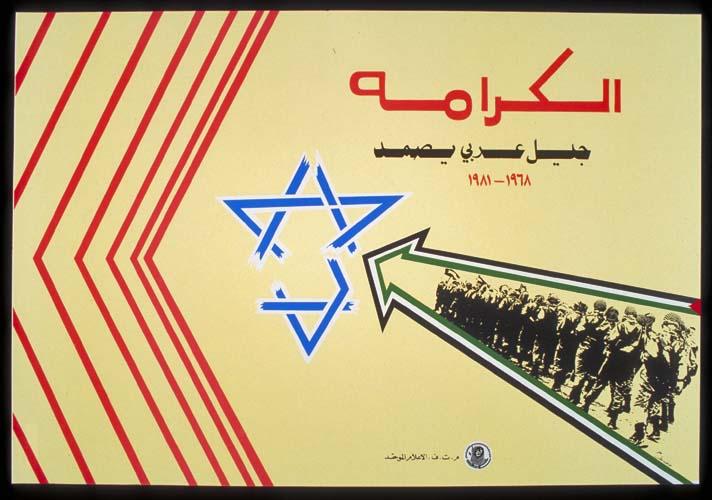 الكرامه
جيل عربي يصمد
١٩٦٨ – ١٩٨١
م.ت.ف. الاعلام الموحد